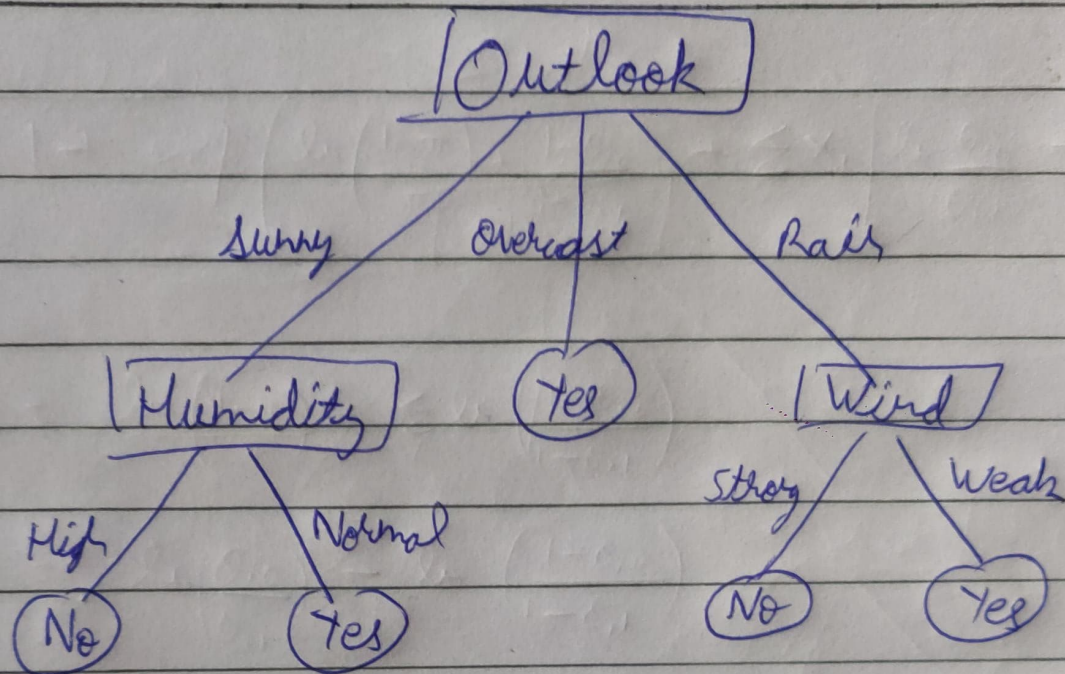 Outlook
Sunny Overcast Rain
Humidity Yes Wind
High Normal Strong Weak
No Yes No Yes